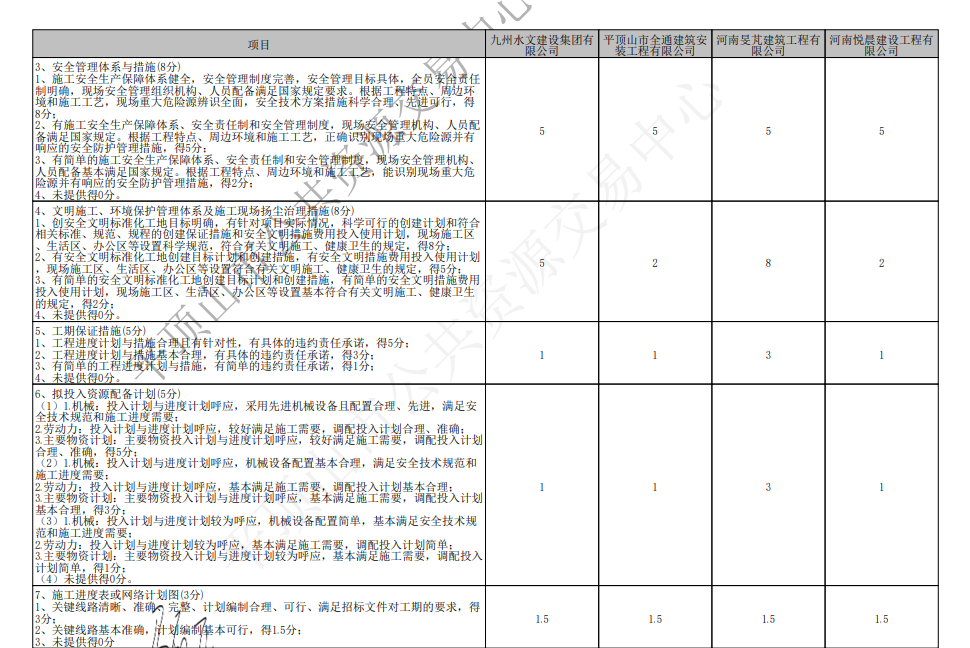 项目
九州水文建设集团有限公司
平顶山市全通建筑安装工程有限公司
河南旻芃建筑工程有限公司
河南悦晨建设工程有限公司
3、安全管理体系与措施(8分)
1、施工安全生产保障体系健全，安全管理制度完善，安全管理目标具体，全员安全责任
制明确，现场安全管理组织机构、人员配备满足国家规定要求。根据工程特点、周边环
境和施工工艺，现场重大危险源辨识全面，安全技术方案措施科学合理、先进可行，得
8分；
2、有施工安全生产保障体系、安全责任制和安全管理制度，现场安全管理机构、人员配
备满足国家规定。根据工程特点、周边环境和施工工艺，正确识别现场重大危险源并有
响应的安全防护管理措施，得5分；
3、有简单的施工安全生产保障体系、安全责任制和安全管理制度，现场安全管理机构、
人员配备基本满足国家规定。根据工程特点、周边环境和施工工艺，能识别现场重大危
险源并有响应的安全防护管理措施，得2分；
4、未提供得0分。
5 5 5 5
4、文明施工、环境保护管理体系及施工现场扬尘治理措施(8分)
1、创安全文明标准化工地目标明确，有针对项目实际情况，科学可行的创建计划和符合
相关标准、规范、规程的创建保证措施和安全文明措施费用投入使用计划，现场施工区
、生活区、办公区等设置科学规范，符合有关文明施工、健康卫生的规定，得8分；
2、有安全文明标准化工地创建目标计划和创建措施，有安全文明措施费用投入使用计划
，现场施工区、生活区、办公区等设置符合有关文明施工、健康卫生的规定，得5分；
3、有简单的安全文明标准化工地创建目标计划和创建措施，有简单的安全文明措施费用
投入使用计划，现场施工区、生活区、办公区等设置基本符合有关文明施工、健康卫生
的规定，得2分；
4、未提供得0分。
5 2 8 2
5、工期保证措施(5分)
1、工程进度计划与措施合理且有针对性，有具体的违约责任承诺，得5分；
2、工程进度计划与措施基本合理，有具体的违约责任承诺，得3分；
3、有简单的工程进度计划与措施，有简单的违约责任承诺，得1分；
4、未提供得0分。
1 1 3 1
6、拟投入资源配备计划(5分)
（1）1.机械：投入计划与进度计划呼应，采用先进机械设备且配置合理、先进，满足安
全技术规范和施工进度需要；
2.劳动力：投入计划与进度计划呼应，较好满足施工需要，调配投入计划合理、准确；
3.主要物资计划：主要物资投入计划与进度计划呼应，较好满足施工需要，调配投入计划
合理、准确，得5分；
（2）1.机械：投入计划与进度计划呼应，机械设备配置基本合理，满足安全技术规范和
施工进度需要；
2.劳动力：投入计划与进度计划呼应，基本满足施工需要，调配投入计划基本合理；
3.主要物资计划：主要物资投入计划与进度计划呼应，基本满足施工需要，调配投入计划
基本合理，得3分；
（3）1.机械：投入计划与进度计划较为呼应，机械设备配置简单，基本满足安全技术规
范和施工进度需要；
2.劳动力：投入计划与进度计划较为呼应，基本满足施工需要，调配投入计划简单；
3.主要物资计划：主要物资投入计划与进度计划较为呼应，基本满足施工需要，调配投入
计划简单，得1分；
（4）未提供得0分。
1 1 3 1
7、施工进度表或网络计划图(3分)
1、关键线路清晰、准确、完整、计划编制合理、可行、满足招标文件对工期的要求，得
3分；
2、关键线路基本准确，计划编制基本可行，得1.5分；
3、未提供得0分
1.5 1.5 1.5 1.5
平顶山市公共资源交易中心
平顶山市公共资源交易中心